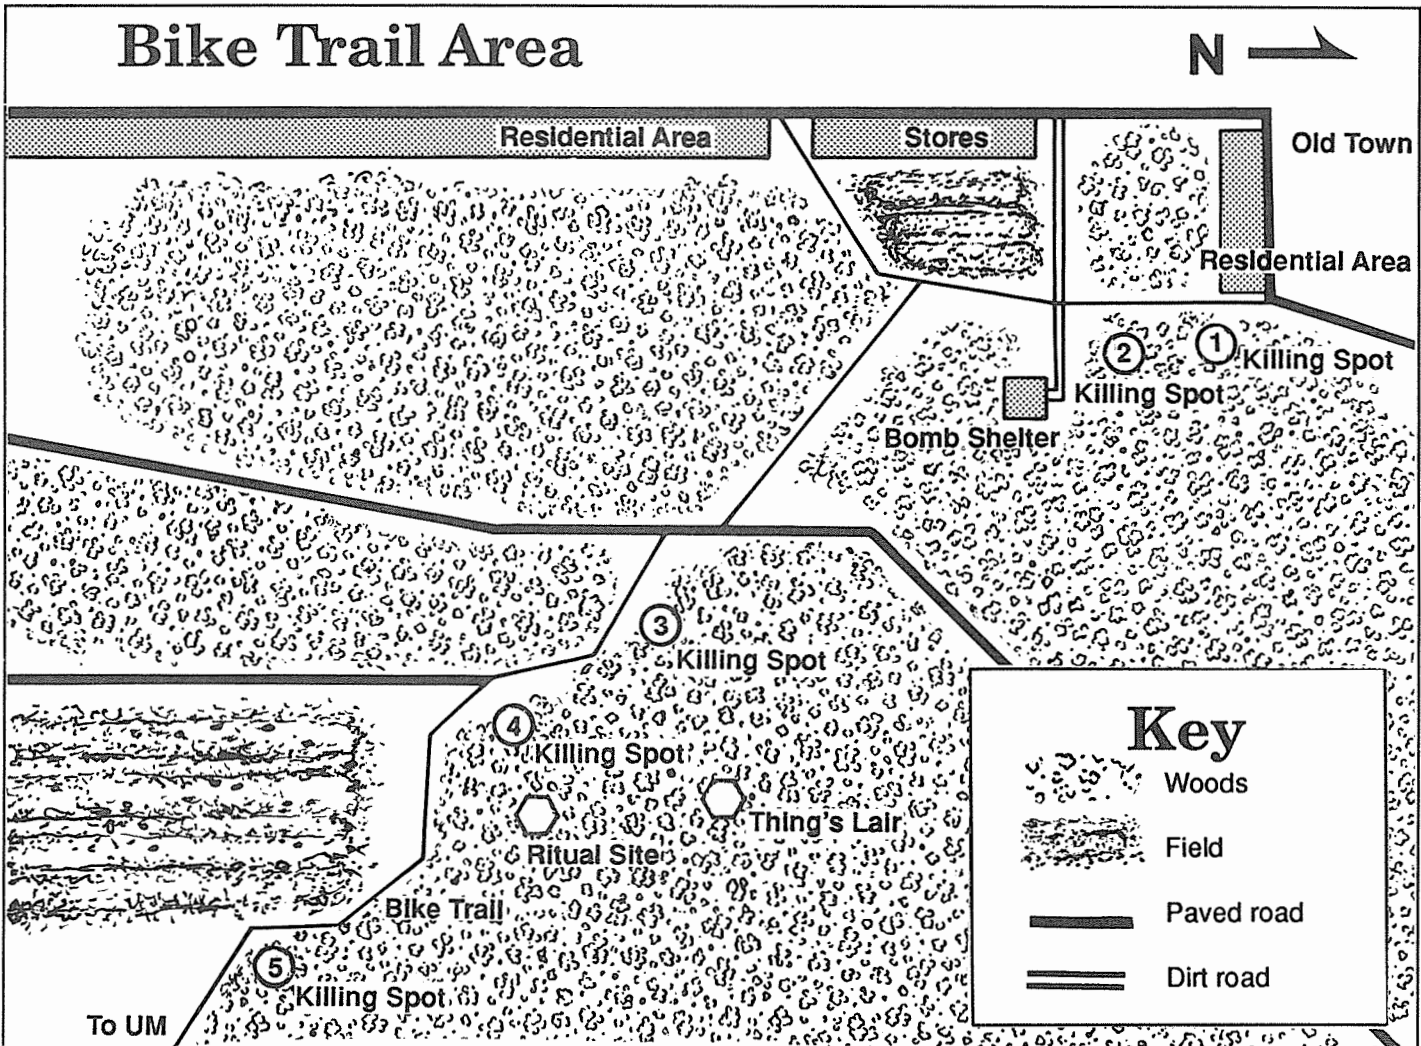 Bike Trail Area
N
Residential Area
Stores
Old Town
Residential Area
1
Killing Spot
2
Killing Spot
Bomb Shelter
3
Killing Spot
4
Killing Spot
Thing's Lair
Ritual Site
Bike Trail
5
Killing Spot
To UM
Key
Woods
Field
Paved road
Dirt road